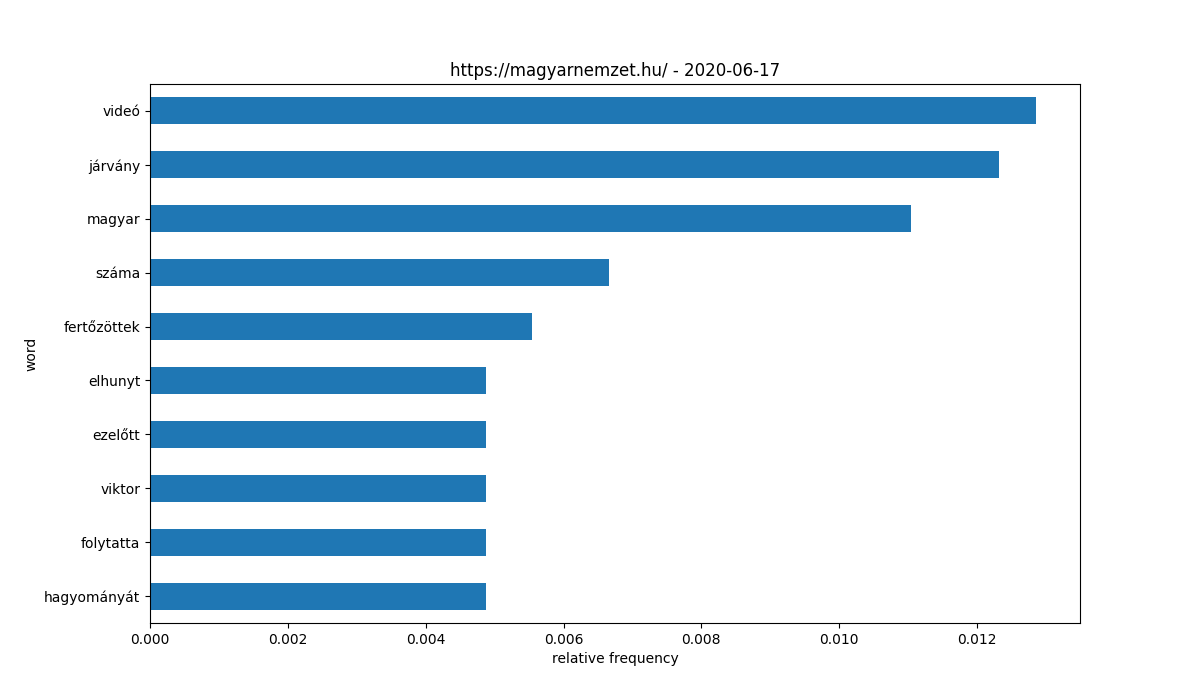 https://magyarnemzet.hu/ - 2020-06-17
videó
járvány
magyar
száma
fertőzöttek
elhunyt
ezelőtt
viktor
folytatta
hagyományát
word
0.000 0.002 0.004 0.006 0.008 0.010 0.012
relative frequency